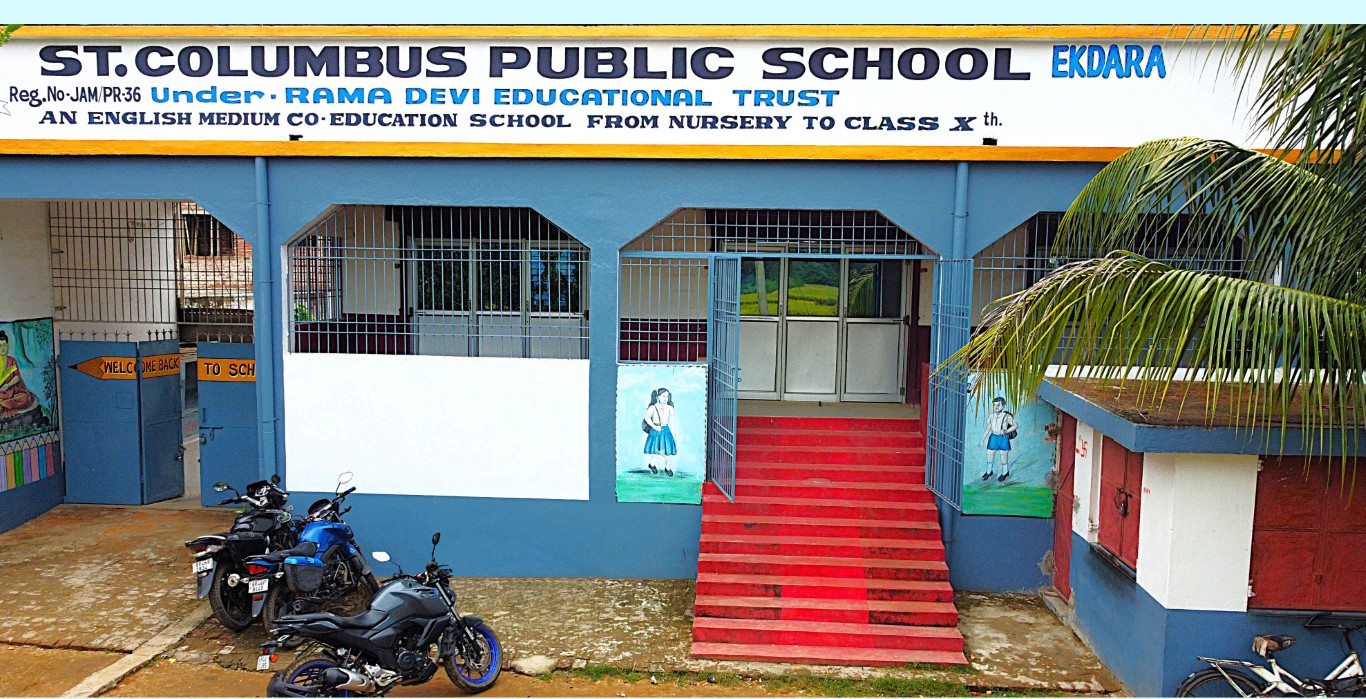 ST. COLUMBUS PUBLIC SCHOOL EKDARA
Reg. No-JAM/PR-36 Under - RAMA DEVI EDUCATIONAL TRUST
AN ENGLISH MEDIUM CO-EDUCATION SCHOOL FROM NURSERY TO CLASS Xth.
WELCOME BACK TO SCH